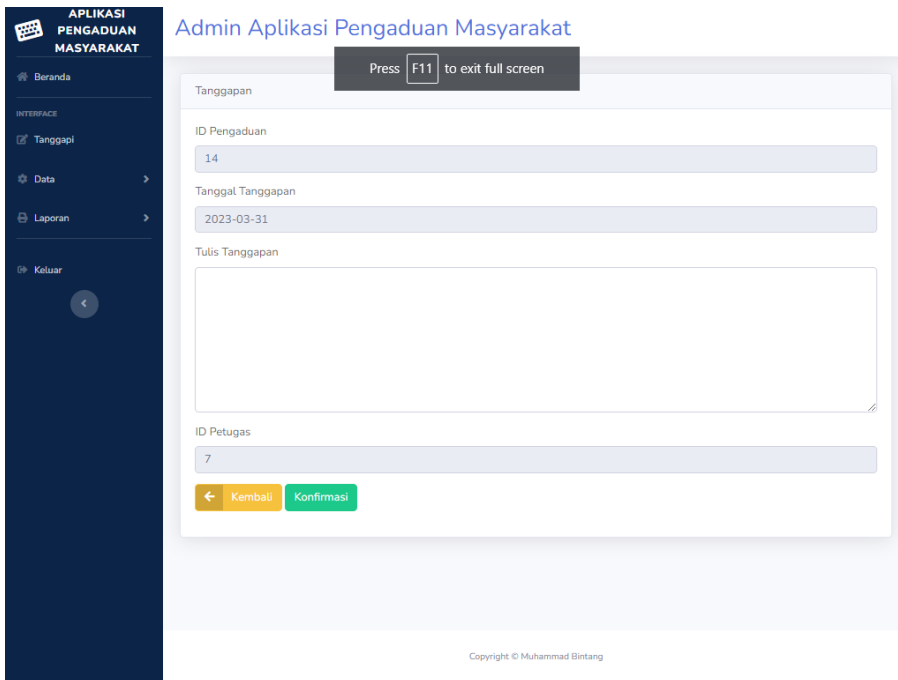 APLIKASI
PENGADUAN
MASYARAKAT
Beranda
INTERFACE
Tanggapi
Data
Laporan
Keluar
Admin Aplikasi Pengaduan Masyarakat
Press F11 to exit full screen
Tanggapan
ID Pengaduan
14
Tanggal Tanggapan
2023-03-31
Tulis Tanggapan
ID Petugas
7
Kembali
Konfirmasi
Copyright © Muhammad Bintang